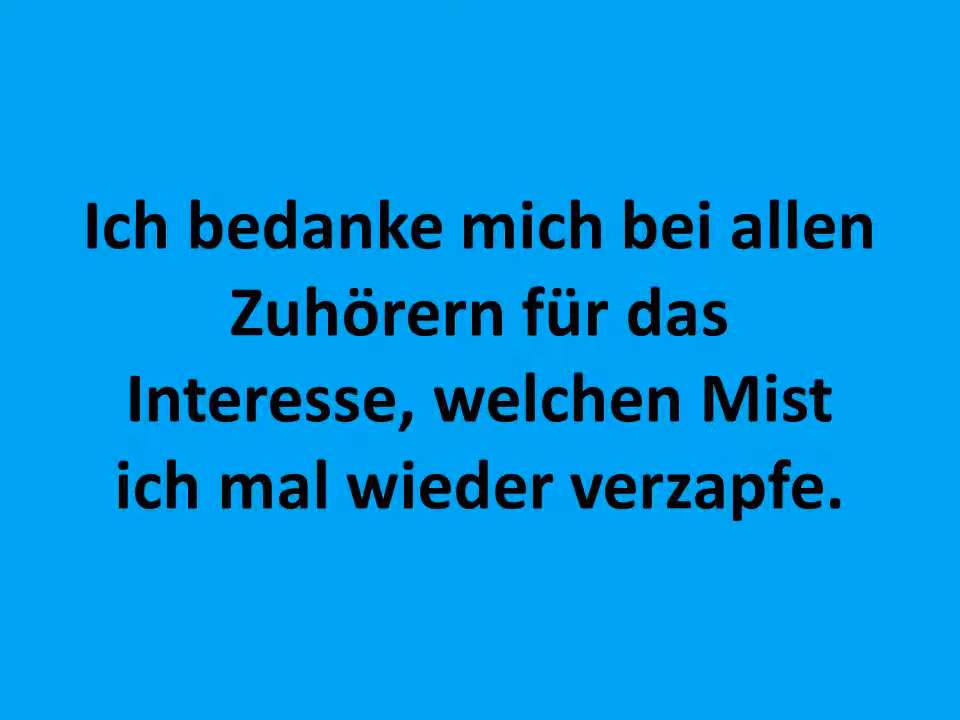 Ich bedanke mich bei allen
Zuhörern für das
Interesse, welchen Mist
ich mal wieder verzapfe.